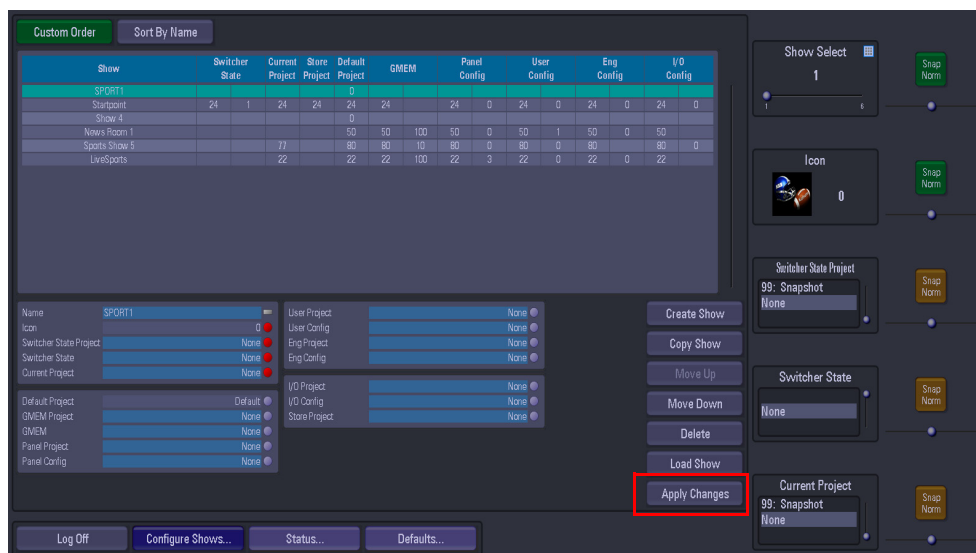 Custom Order Sort By Name
Show Switcher State Current Project Store Project Default Project GMEM Panel Config User Config Eng Config I/O Config
SPORT1 0
Startpoint 24 1 24 24 24 24 24 0 24 0 24 0 24 0
Show 4 0
News Room 1 50 50 100 50 0 50 1 50 0 50
Sports Show 5 77 80 80 10 80 0 80 0 80 80 0
LiveSports 22 22 22 100 22 3 22 0 22 0 22
Name SPORT1
Icon 0
Switcher State Project None
Switcher State None
Current Project None
Default Project Default
GMEM Project None
GMEM None
Panel Project None
Panel Config None
User Project None
User Config None
Eng Project None
Eng Config None
I/O Project None
I/O Config None
Store Project None
Create Show
Copy Show
Move Up
Move Down
Delete
Load Show
Apply Changes
Log Off Configure Shows... Status... Defaults...
Show Select
1
1 6
Snap Norm
Icon
0
Snap Norm
Switcher State Project
99: Snapshot
None
Snap Norm
Switcher State
None
Snap Norm
Current Project
99: Snapshot
None
Snap Norm